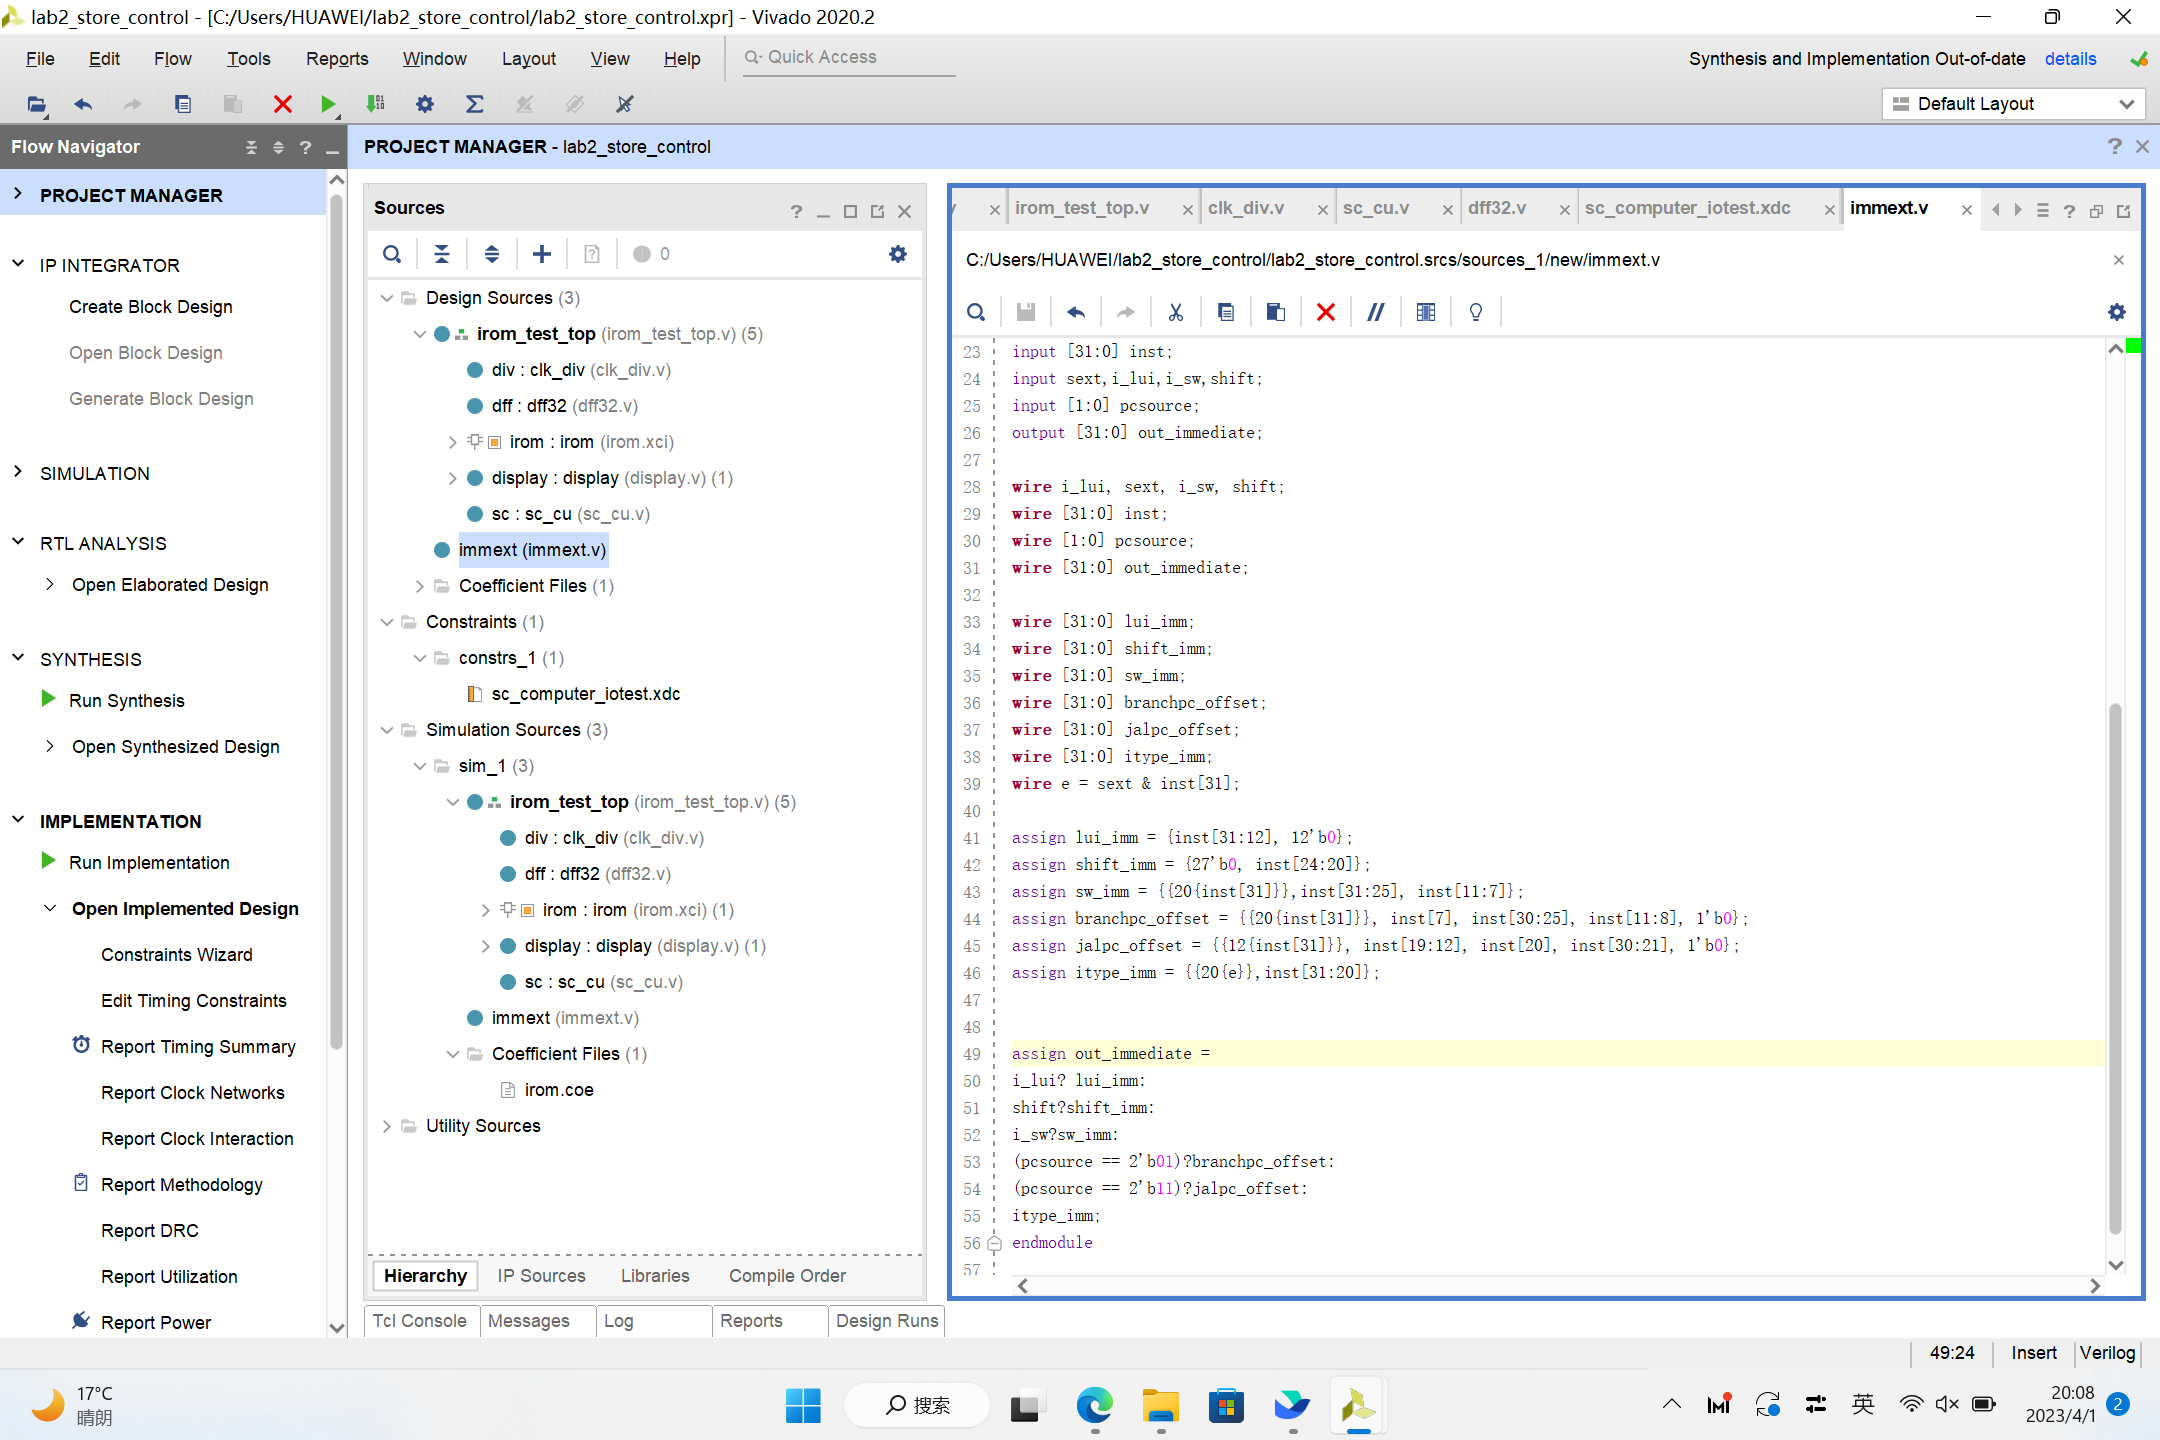 lab2_store_control - [C:/Users/HUAWEI/lab2_store_control/lab2_store_control.xpr] - Vivado 2020.2
File Edit Flow Tools Reports Window Layout View Help Quick Access
Synthesis and Implementation Out-of-date details
Default Layout
Flow Navigator
PROJECT MANAGER
IP INTEGRATOR
Create Block Design
Open Block Design
Generate Block Design
SIMULATION
RTL ANALYSIS
Open Elaborated Design
SYNTHESIS
Run Synthesis
Open Synthesized Design
IMPLEMENTATION
Run Implementation
Open Implemented Design
Constraints Wizard
Edit Timing Constraints
Report Timing Summary
Report Clock Networks
Report Clock Interaction
Report Methodology
Report DRC
Report Utilization
Report Power
PROJECT MANAGER - lab2_store_control
Sources
0
Design Sources (3)
irom_test_top (irom_test_top.v) (5)
div : clk_div (clk_div.v)
dff : dff32 (dff32.v)
irom : irom (irom.xci)
display : display (display.v) (1)
sc : sc_cu (sc_cu.v)
immext (immext.v)
Coefficient Files (1)
Constraints (1)
constrs_1 (1)
sc_computer_iotest.xdc
Simulation Sources (3)
sim_1 (3)
irom_test_top (irom_test_top.v) (5)
div : clk_div (clk_div.v)
dff : dff32 (dff32.v)
irom : irom (irom.xci) (1)
display : display (display.v) (1)
sc : sc_cu (sc_cu.v)
immext (immext.v)
Coefficient Files (1)
irom.coe
Utility Sources
Hierarchy IP Sources Libraries Compile Order
Tcl Console Messages Log Reports Design Runs
irom_test_top.v clk_div.v sc_cu.v dff32.v sc_computer_iotest.xdc immext.v
C:/Users/HUAWEI/lab2_store_control/lab2_store_control.srcs/sources_1/new/immext.v
23 input [31:0] inst;
24 input sext,i_lui,i_sw,shift;
25 input [1:0] pcsource;
26 output [31:0] out_immediate;
27
28 wire i_lui, sext, i_sw, shift;
29 wire [31:0] inst;
30 wire [1:0] pcsource;
31 wire [31:0] out_immediate;
32
33 wire [31:0] lui_imm;
34 wire [31:0] shift_imm;
35 wire [31:0] sw_imm;
36 wire [31:0] branchpc_offset;
37 wire [31:0] jalpc_offset;
38 wire [31:0] itype_imm;
39 wire e = sext & inst[31];
40
41 assign lui_imm = {inst[31:12], 12'b0};
42 assign shift_imm = {27'b0, inst[24:20]};
43 assign sw_imm = {{20{inst[31]}},inst[31:25], inst[11:7]};
44 assign branchpc_offset = {{20{inst[31]}}, inst[7], inst[30:25], inst[11:8], 1'b0};
45 assign jalpc_offset = {{12{inst[31]}}, inst[19:12], inst[20], inst[30:21], 1'b0};
46 assign itype_imm = {{20{e}},inst[31:20]};
47
48
49 assign out_immediate =
50 i_lui? lui_imm:
51 shift?shift_imm:
52 i_sw?sw_imm:
53 (pcsource == 2'b01)?branchpc_offset:
54 (pcsource == 2'b11)?jalpc_offset:
55 itype_imm;
56 endmodule
57
49:24 Insert Verilog
17°C
晴朗
搜索
英
20:08
2023/4/1
2